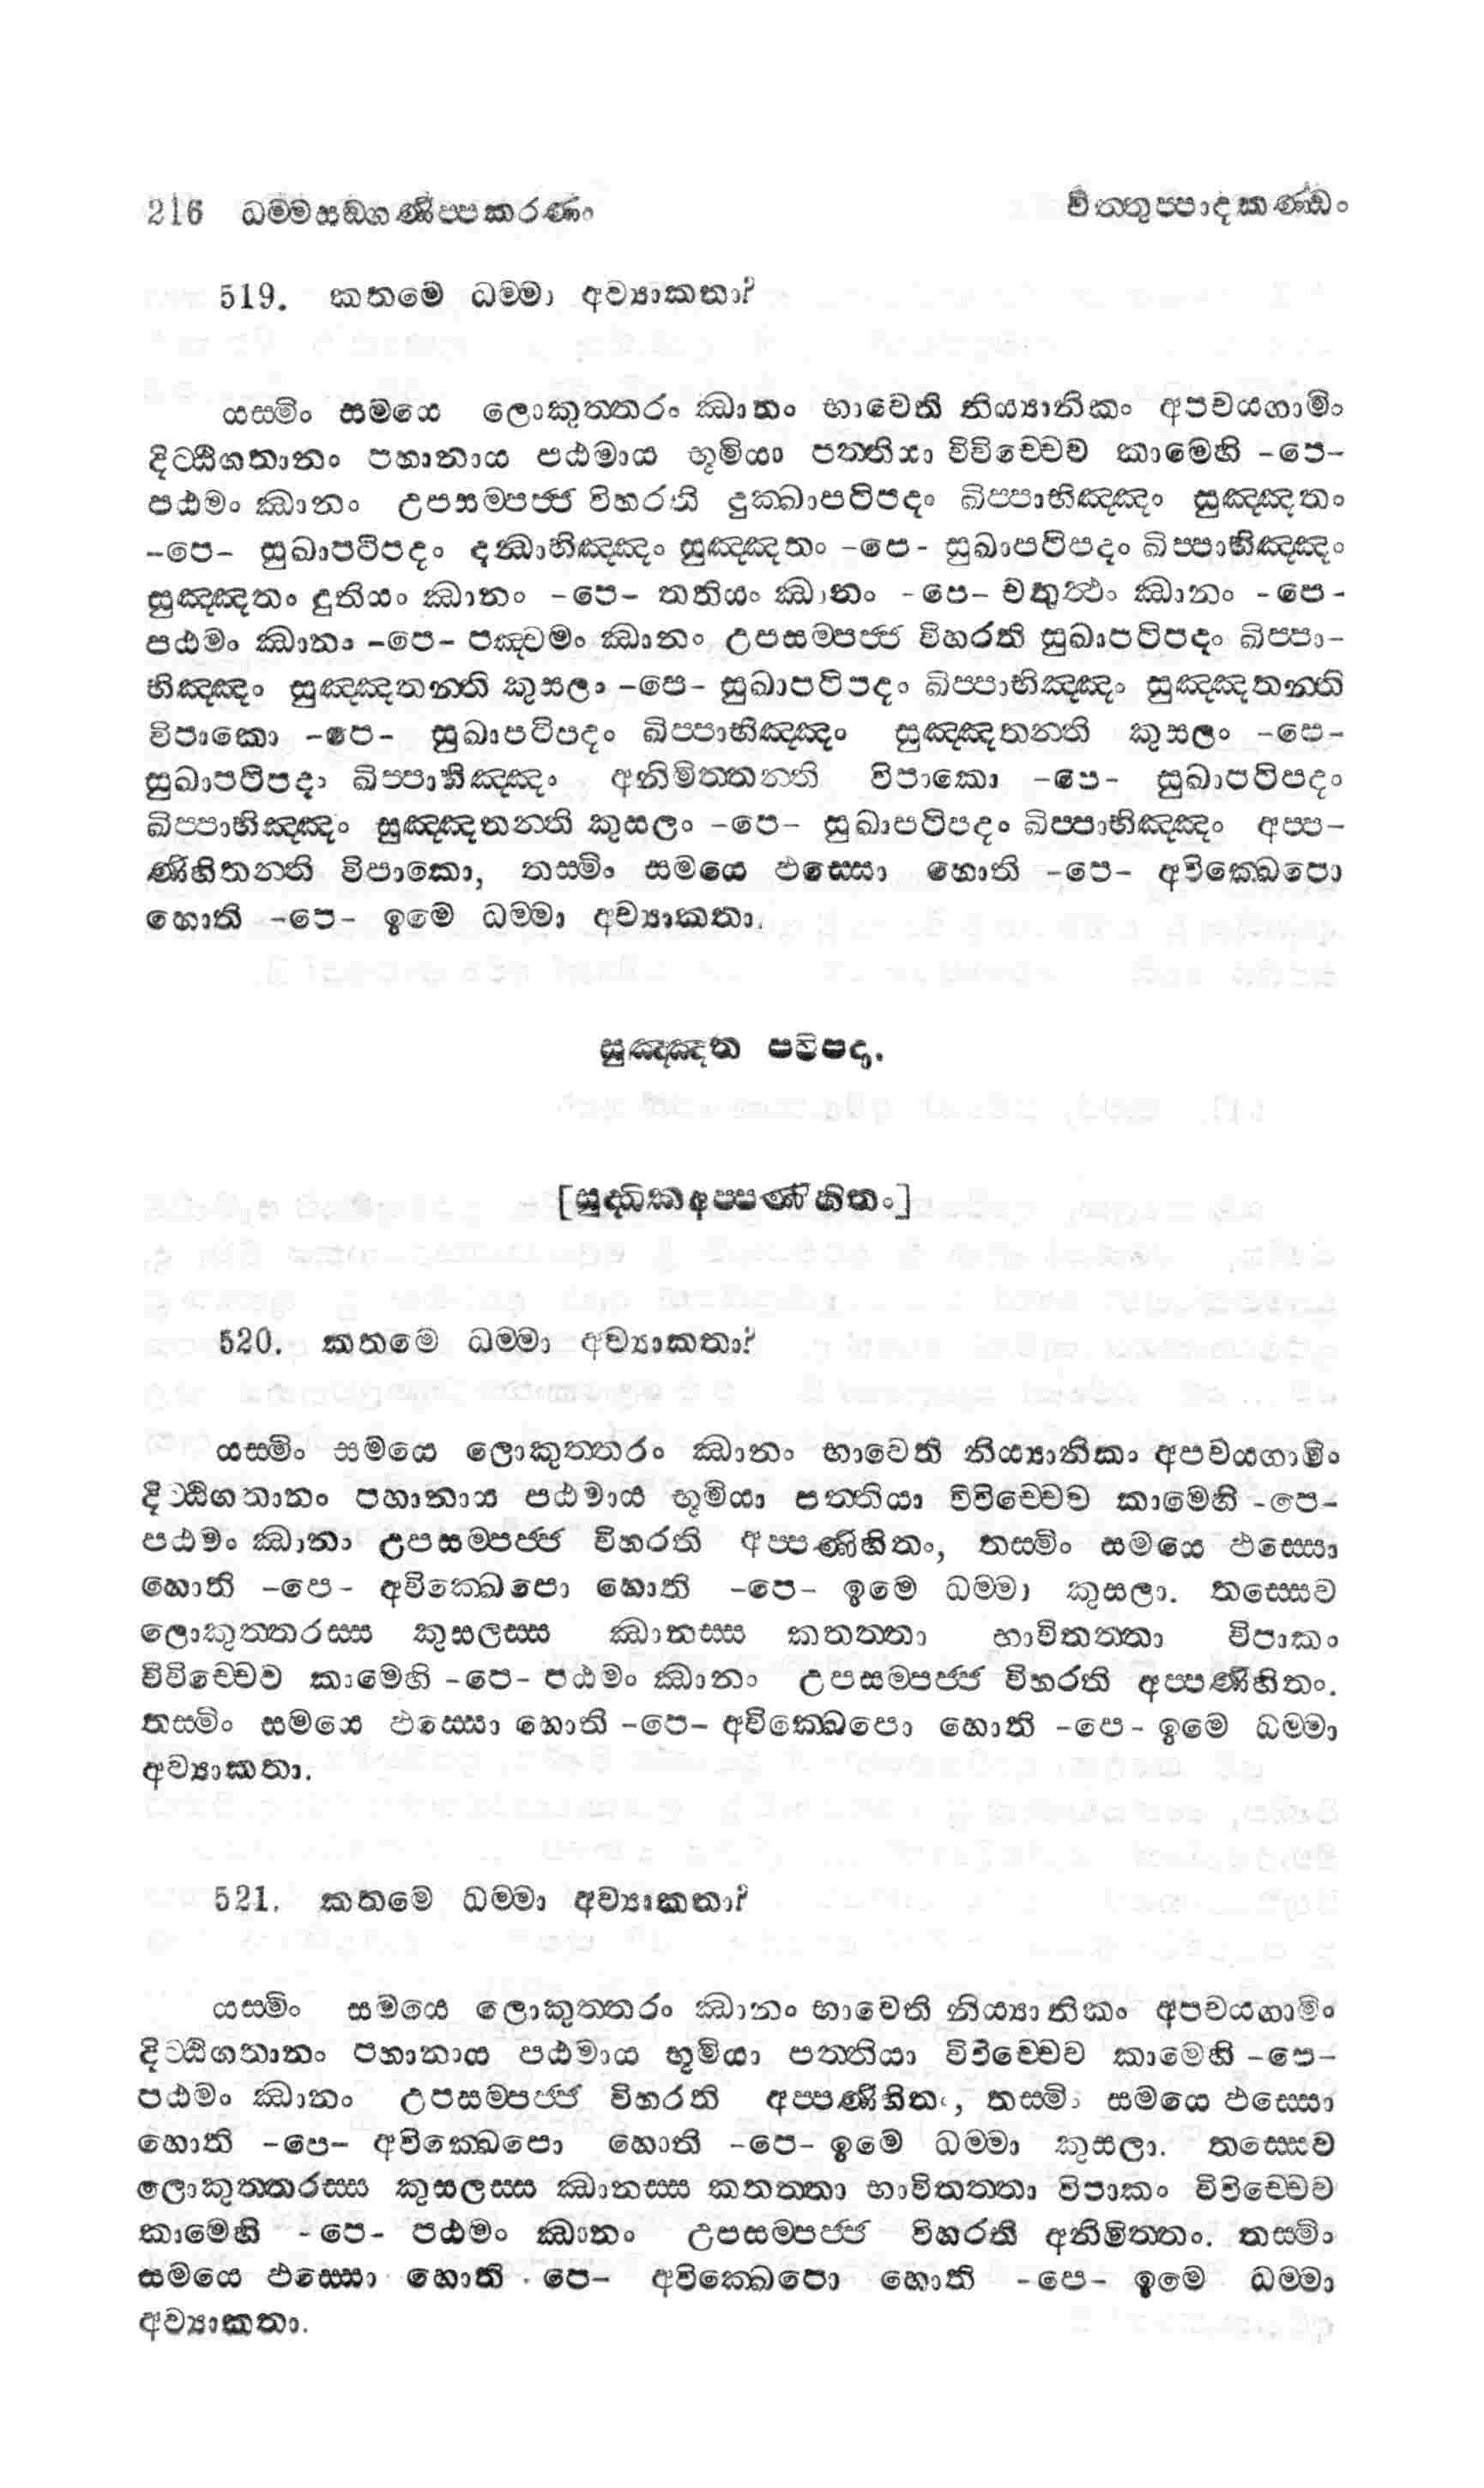 216 ධම්මසඞ්ගණිප්පකරණං
චිත්තුප්පාදකණ්ඩං
519. කතමෙ ධම්මා අව්‍යාකතා?
යස්මිං සමයෙ ලොකුත්තරං ඣානං භාවෙති නිය්‍යානිකං අපචයගාමිං
දිට්ඨිගතානං පහානාය පඨමාය භූමියා පත්තියා විවිච්චෙව කාමෙහි -පෙ-
පඨමං ඣානං උපසම්පජ්ජ විහරති දුක්ඛාපටිපදං ඛිප්පාභිඤ්ඤං සුඤ්ඤතං
-පෙ- සුඛාපටිපදං දන්ධාභිඤ්ඤං සුඤ්ඤතං -පෙ- සුඛාපටිපදං ඛිප්පාභිඤ්ඤං
සුඤ්ඤතං දුතියං ඣානං -පෙ- තතියං ඣානං -පෙ- චතුත්ථං ඣානං -පෙ-
පඨමං ඣානං -පෙ- පඤ්චමං ඣානං උපසම්පජ්ජ විහරති සුඛාපටිපදං ඛිප්පා-
භිඤ්ඤං සුඤ්ඤතන්ති කුසලං -පෙ- සුඛාපටිපදං ඛිප්පාභිඤ්ඤං සුඤ්ඤතන්ති
විපාකො -පෙ- සුඛාපටිපදං ඛිප්පාභිඤ්ඤං සුඤ්ඤතන්ති කුසලං -පෙ-
සුඛාපටිපදං ඛිප්පාභිඤ්ඤං අනිමිත්තන්ති විපාකො -පෙ- සුඛාපටිපදං
ඛිප්පාභිඤ්ඤං සුඤ්ඤතන්ති කුසලං -පෙ- සුඛාපටිපදං ඛිප්පාභිඤ්ඤං අප්ප-
ණිහිතන්ති විපාකො, තස්මිං සමයෙ ඵස්සො හොති -පෙ- අවික්ඛෙපො
හොති -පෙ- ඉමෙ ධම්මා අව්‍යාකතා.
සුඤ්ඤත පටිපදා.
[සුද්ධිකඅප්පණිහිතං]
520. කතමෙ ධම්මා අව්‍යාකතා?
යස්මිං සමයෙ ලොකුත්තරං ඣානං භාවෙති නිය්‍යානිකං අපචයගාමිං
දිට්ඨිගතානං පහානාය පඨමාය භූමියා පත්තියා විවිච්චෙව කාමෙහි -පෙ-
පඨමං ඣානං උපසම්පජ්ජ විහරති අප්පණිහිතං, තස්මිං සමයෙ ඵස්සො
හොති -පෙ- අවික්ඛෙපො හොති -පෙ- ඉමෙ ධම්මා කුසලා. තස්සෙව
ලොකුත්තරස්ස කුසලස්ස ඣානස්ස කතත්තා භාවිතත්තා විපාකං
විවිච්චෙව කාමෙහි -පෙ- පඨමං ඣානං උපසම්පජ්ජ විහරති අප්පණිහිතං.
තස්මිං සමයෙ ඵස්සො හොති -පෙ- අවික්ඛෙපො හොති -පෙ- ඉමෙ ධම්මා
අව්‍යාකතා.
521. කතමෙ ධම්මා අව්‍යාකතා?
යස්මිං සමයෙ ලොකුත්තරං ඣානං භාවෙති නිය්‍යානිකං අපචයගාමිං
දිට්ඨිගතානං පහානාය පඨමාය භූමියා පත්තියා විවිච්චෙව කාමෙහි -පෙ-
පඨමං ඣානං උපසම්පජ්ජ විහරති අප්පණිහිතං, තස්මිං සමයෙ ඵස්සො
හොති -පෙ- අවික්ඛෙපො හොති -පෙ- ඉමෙ ධම්මා කුසලා. තස්සෙව
ලොකුත්තරස්ස කුසලස්ස ඣානස්ස කතත්තා භාවිතත්තා විපාකං විවිච්චෙව
කාමෙහි -පෙ- පඨමං ඣානං උපසම්පජ්ජ විහරති අනිමිත්තං. තස්මිං
සමයෙ ඵස්සො හොති -පෙ- අවික්ඛෙපො හොති -පෙ- ඉමෙ ධම්මා
අව්‍යාකතා.